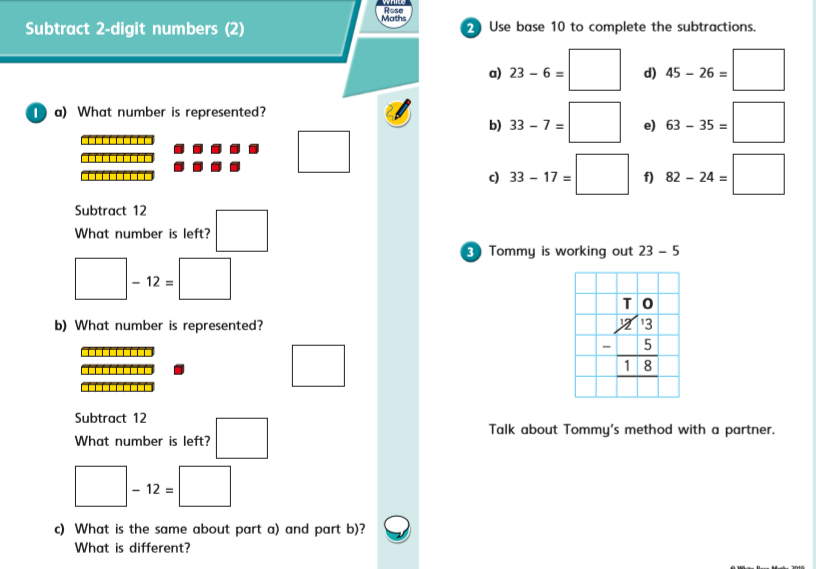 Subtract 2-digit numbers (2)
White
Rose
Maths
1 a) What number is represented?
Subtract 12
What number is left?
− 12 =
b) What number is represented?
Subtract 12
What number is left?
− 12 =
c) What is the same about part a) and part b)?
What is different?
2 Use base 10 to complete the subtractions.
a) 23 − 6 =
d) 45 − 26 =
b) 33 − 7 =
e) 63 − 35 =
c) 33 − 17 =
f) 82 − 24 =
3 Tommy is working out 23 − 5
T O
12 13
− 5
1 8
Talk about Tommy's method with a partner.
© White Rose Maths 2019